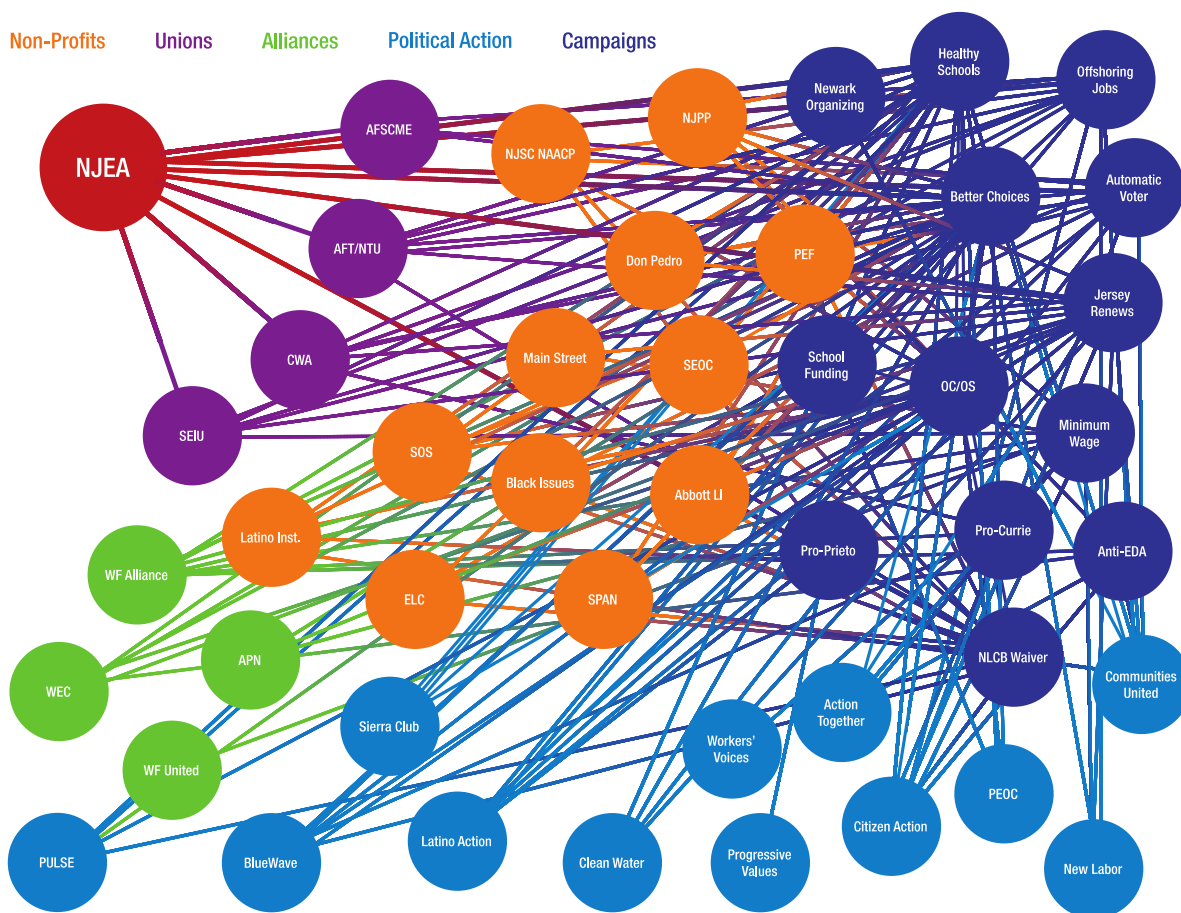 Non-Profits Unions Alliances Political Action Campaigns
Healthy
Schools
Offshoring
Jobs
Newark
Organizing
NJPP
AFSCME
NJSC NAACP
NJEA
Better Choices
Automatic
Voter
AFT/NTU
Don Pedro
PEF
Jersey
Renews
CWA
Main Street
SEOC
School
Funding
OC/OS
SEIU
SOS
Minimum
Wage
Black Issues
Abbott LI
Latino Inst.
Pro-Prieto
Pro-Currie
Anti-EDA
WF Alliance
ELC
SPAN
WEC
APN
NLCB Waiver
Communities
United
Sierra Club
Action
Together
Workers'
Voices
WF United
PEOC
PULSE
BlueWave
Latino Action
Clean Water
Progressive
Values
Citizen Action
New Labor